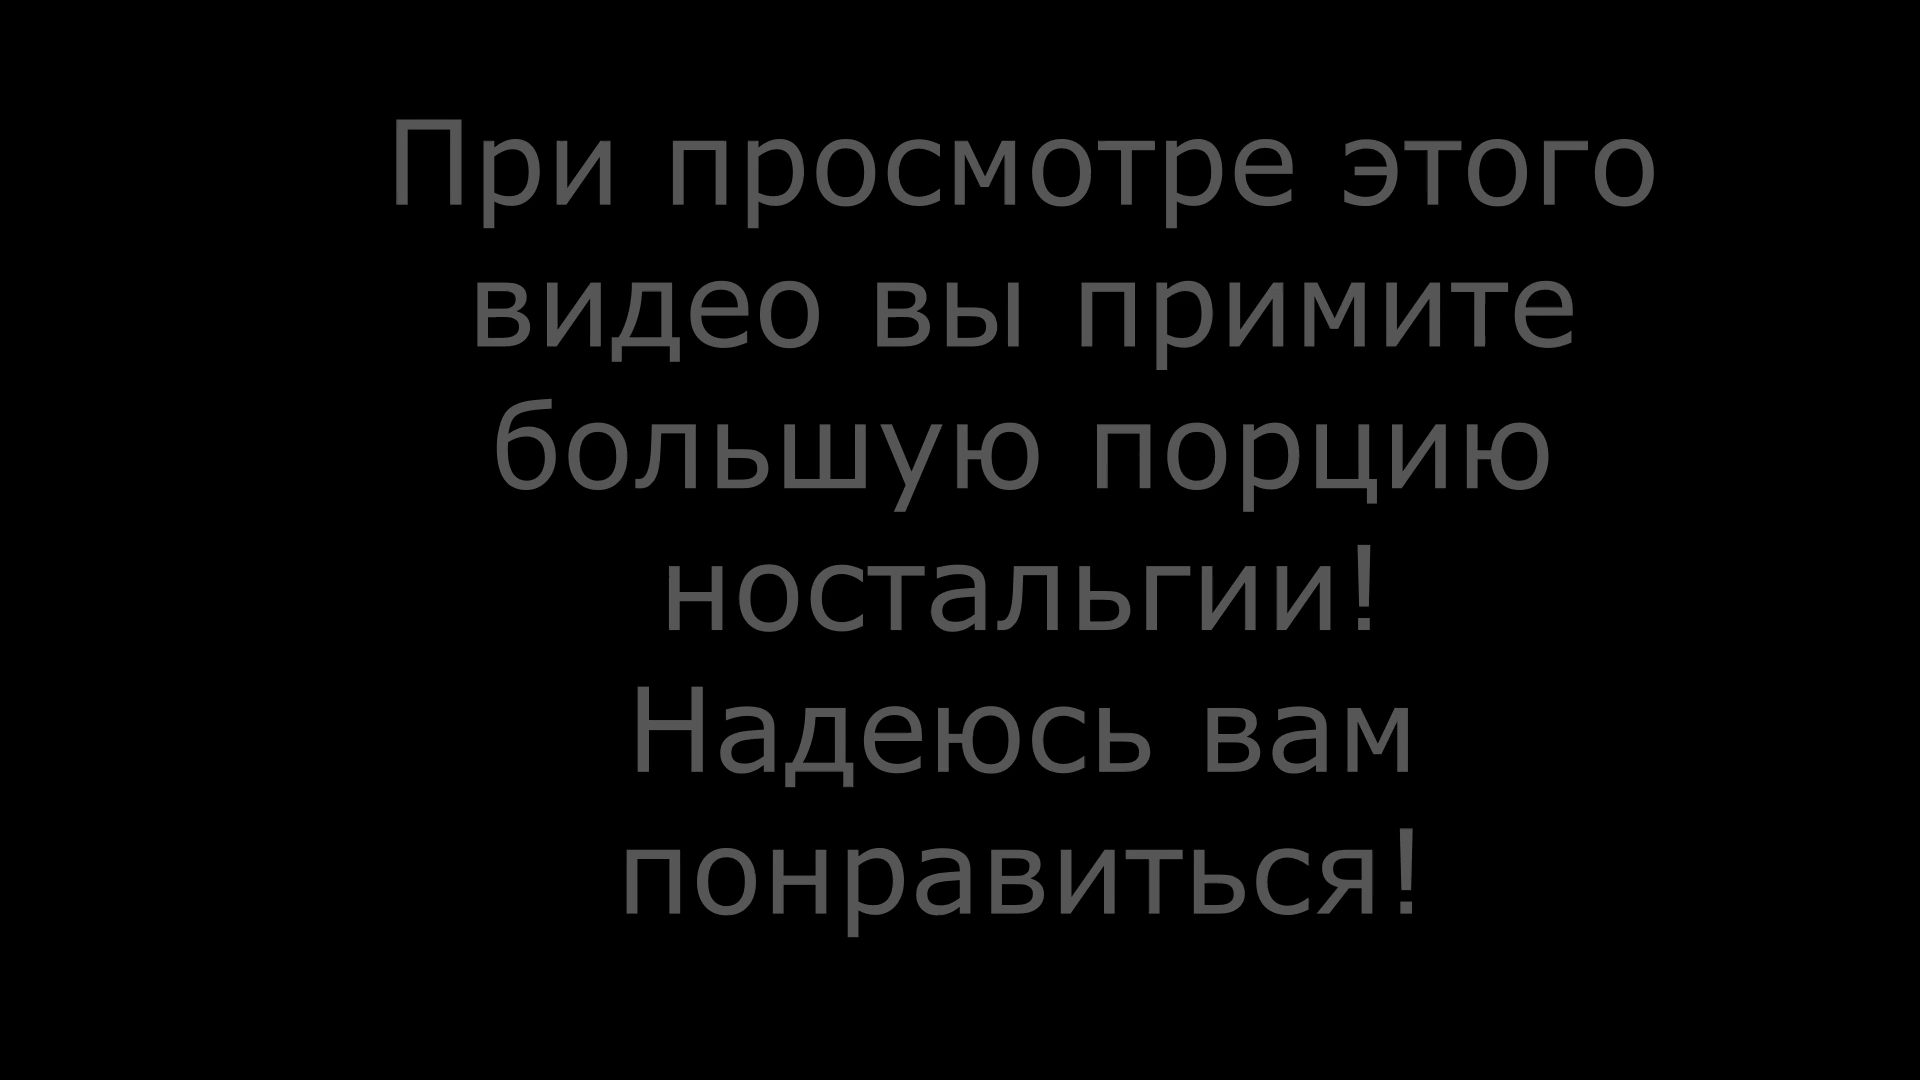 При просмотре этого
видео вы примите
большую порцию
ностальгии!
Надеюсь вам
понравиться!